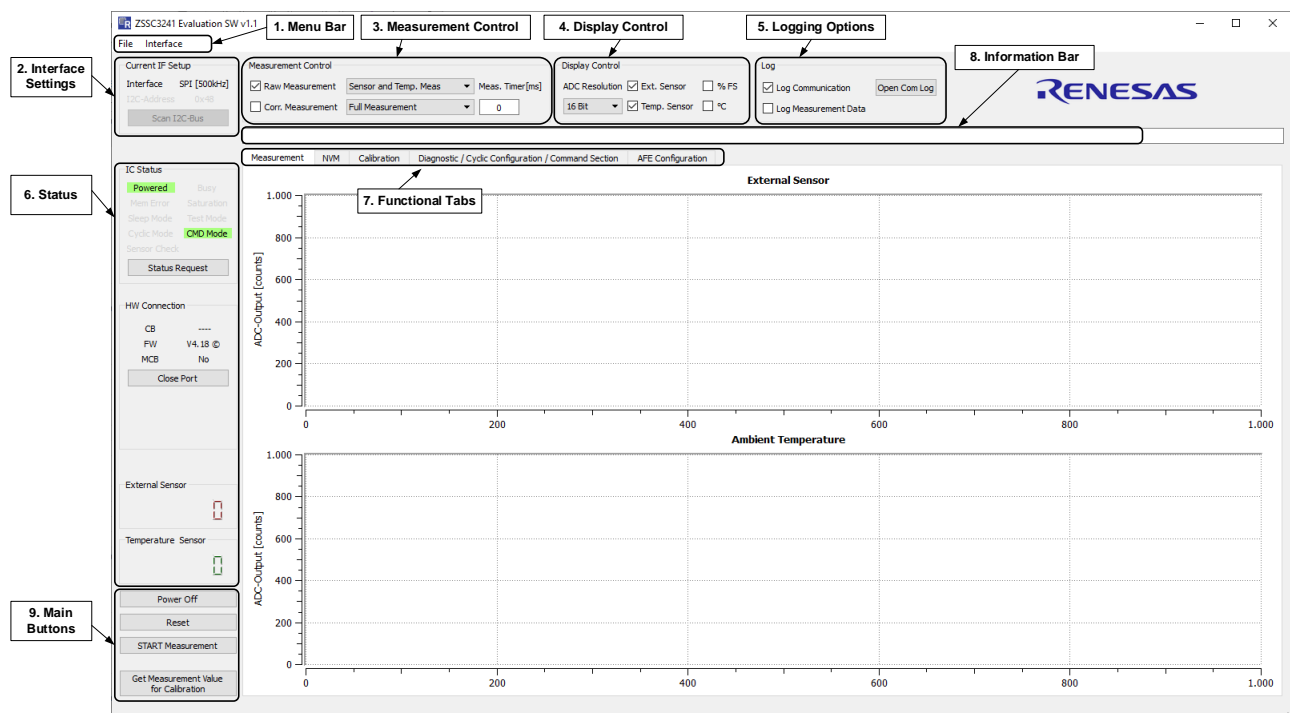 ZSSC3241 Evaluation SW v1.1
1. Menu Bar
3. Measurement Control
4. Display Control
5. Logging Options
File Interface
8. Information Bar
2. Interface
Settings
Current IF Setup
Interface SPI [500kHz]
I2C-Address 0x49
Scan I2C-Bus
Measurement Control
Raw Measurement Sensor and Temp. Meas Meas. Timer[ms]
Corr. Measurement Full Measurement 0
Display Control
ADC Resolution Ext. Sensor % FS
16 Bit Temp. Sensor °C
Log
Log Communication Open Com Log
Log Measurement Data
RENESAS
Measurement NVM Calibration Diagnostic / Cyclic Configuration / Command Section AFE Configuration
7. Functional Tabs
6. Status
IC Status
Powered Busy
Mem Error Saturation
Sleep Mode Test Mode
Cyclic Mode CMD Mode
Sensor Check
Status Request
HW Connection
CB ----
FW V4.18 ©
MCB No
Close Port
External Sensor
0
Temperature Sensor
0
9. Main
Buttons
Power Off
Reset
START Measurement
Get Measurement Value
for Calibration
External Sensor
ADC-Output [counts]
1.000
800
600
400
200
0
0 200 400 600 800 1.000
Ambient Temperature
ADC-Output [counts]
1.000
800
600
400
200
0
0 200 400 600 800 1.000